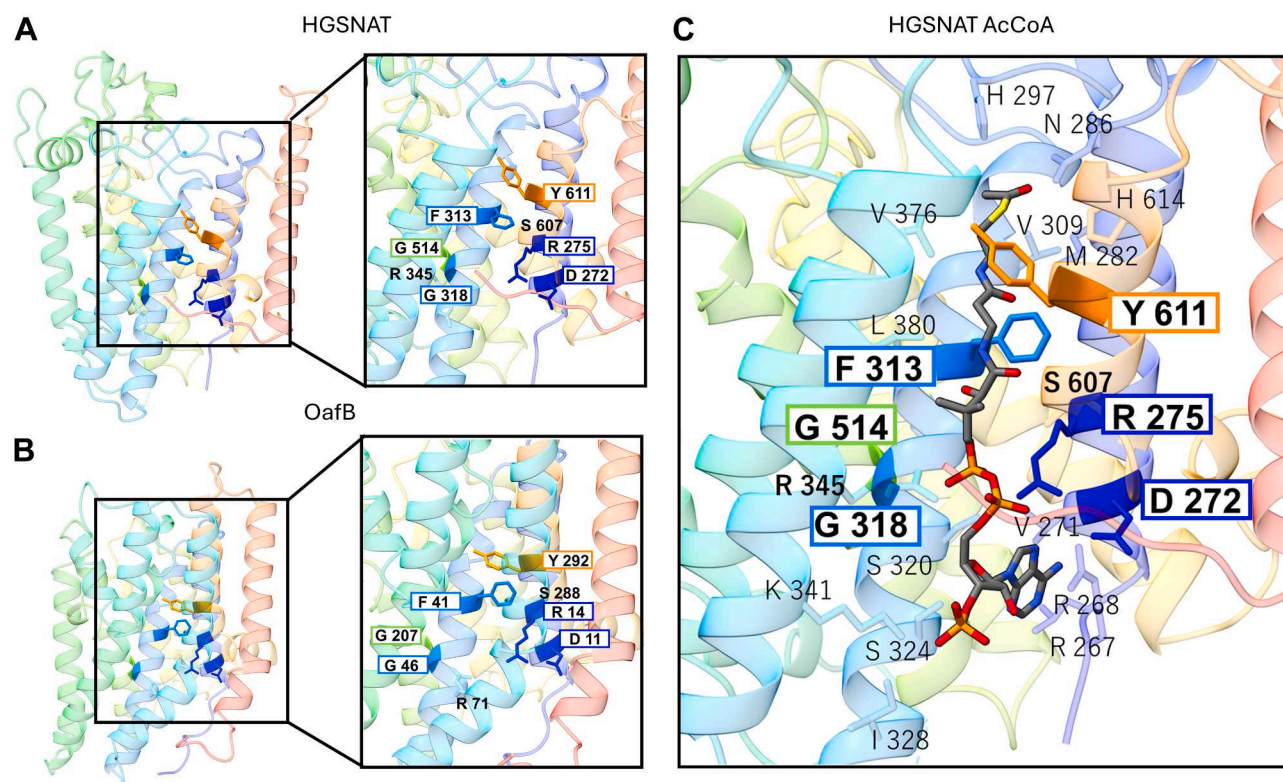 A
HGSNAT
Y 611
F 313
S 607
G 514
R 275
R 345
D 272
G 318
B
OafB
Y 292
F 41
S 288
R 14
G 207
D 11
G 46
R 71
C
HGSNAT AcCoA
H 297
N 286
V 376
H 614
V 309
M 282
Y 611
L 380
F 313
S 607
G 514
R 275
R 345
D 272
G 318
V 271
S 320
K 341
R 268
S 324
R 267
I 328